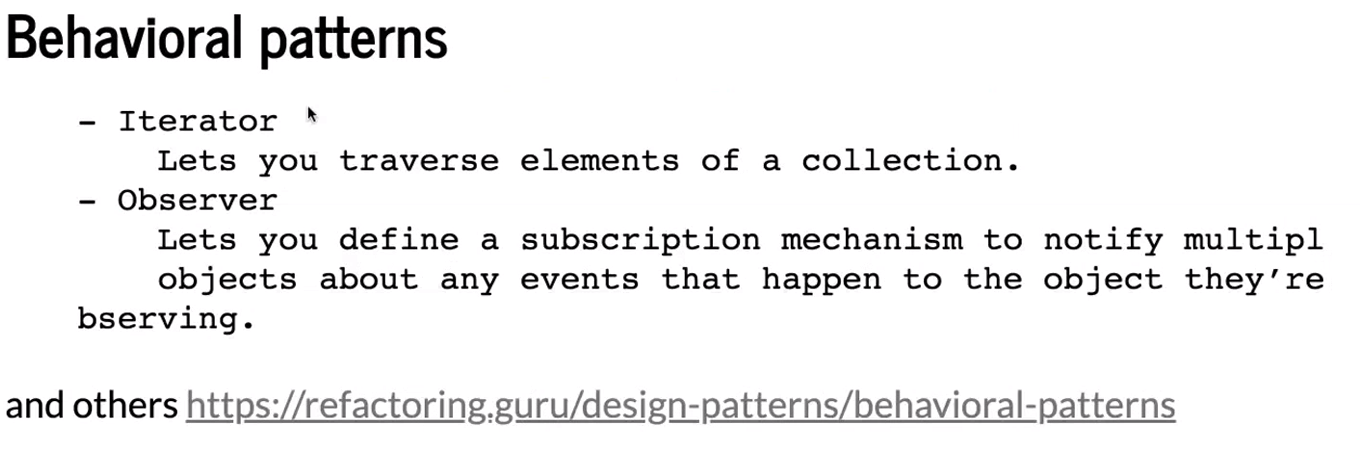 Behavioral patterns
– Iterator
Lets you traverse elements of a collection.
– Observer
Lets you define a subscription mechanism to notify multipl
objects about any events that happen to the object they’re
bserving.
and others https://refactoring.guru/design-patterns/behavioral-patterns